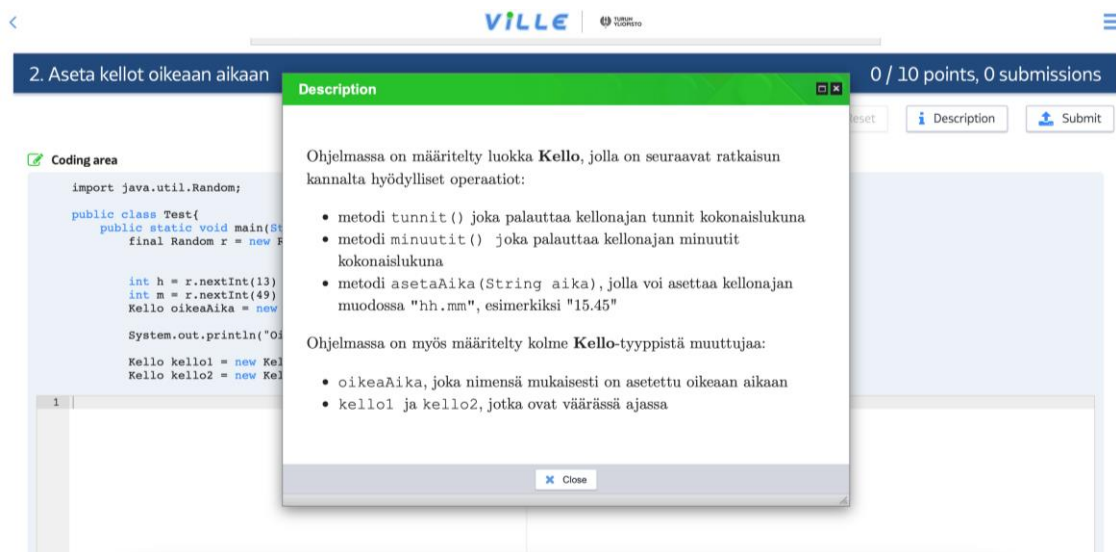 ViLLE TURUN YLIOPISTO
2. Aseta kellot oikeaan aikaan
0 / 10 points, 0 submissions
Description
Description
Submit
Coding area
import java.util.Random;
public class Test{
public static void main(
final Random r = new
int h = r.nextInt(13)
int m = r.nextInt(49)
Kello oikeaAika = new
System.out.println("Oi
Kello kello1 = new Kel
Kello kello2 = new Kel
1
Ohjelmassa on määritelty luokka Kello, jolla on seuraavat ratkaisun
kannalta hyödylliset operaatiot:
• metodi tunnit() joka palauttaa kellonajan tunnit kokonaislukuna
• metodi minuutit() joka palauttaa kellonajan minuutit
kokonaislukuna
• metodi asetaAika(String aika), jolla voi asettaa kellonajan
muodossa "hh.mm", esimerkiksi "15.45"
Ohjelmassa on myös määritelty kolme Kello-tyyppistä muuttujaa:
• oikeaAika, joka nimensä mukaisesti on asetettu oikeaan aikaan
• kello1 ja kello2, jotka ovat väärässä ajassa
Close